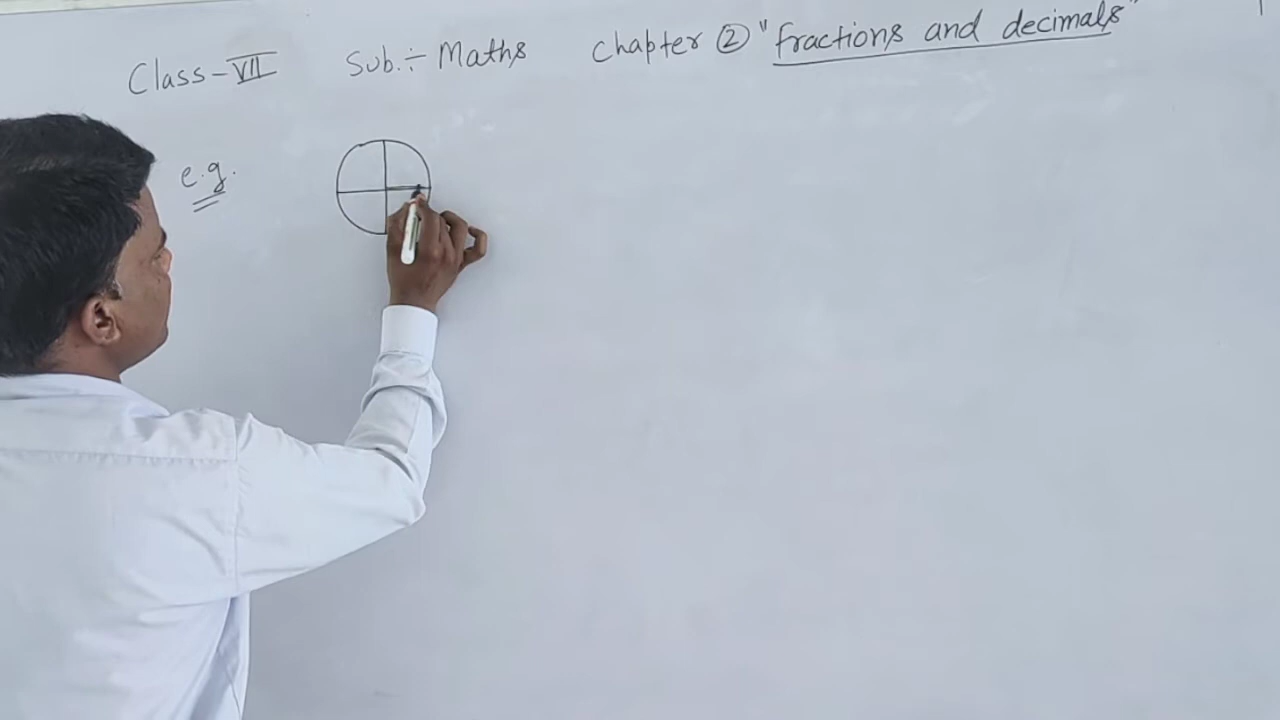 Class-VII Sub.:- Maths Chapter ② "fractions and decimals"
e.g.